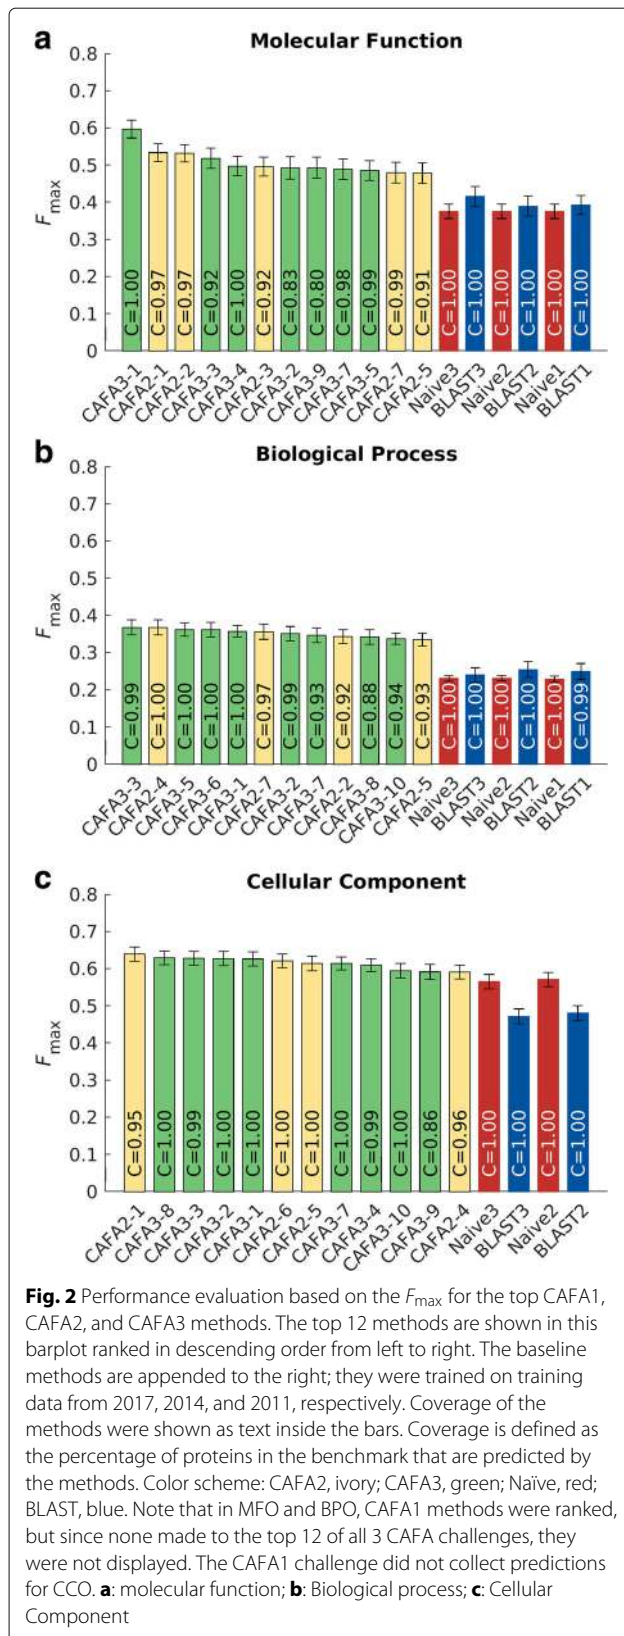 a
Molecular Function
0.8
0.7
0.6
0.5
0.4
0.3
0.2
0.1
0
Fmax
C=1.00
C=0.97
C=0.97
C=0.92
C=1.00
C=0.92
C=0.83
C=0.80
C=0.98
C=0.99
C=0.99
C=0.91
C=1.00
C=1.00
C=1.00
C=1.00
C=1.00
C=1.00
CAFA3-1
CAFA2-1
CAFA2-2
CAFA3-3
CAFA3-4
CAFA2-3
CAFA3-2
CAFA3-9
CAFA3-7
CAFA3-5
CAFA2-7
CAFA2-5
Naive3
BLAST3
Naive2
BLAST2
Naive1
BLAST1
b
Biological Process
0.8
0.7
0.6
0.5
0.4
0.3
0.2
0.1
0
Fmax
C=0.99
C=1.00
C=1.00
C=1.00
C=1.00
C=0.97
C=0.99
C=0.93
C=0.92
C=0.88
C=0.94
C=0.93
C=1.00
C=1.00
C=1.00
C=1.00
C=1.00
C=0.99
CAFA3-3
CAFA2-4
CAFA3-5
CAFA3-6
CAFA3-1
CAFA2-7
CAFA3-2
CAFA3-7
CAFA2-2
CAFA3-8
CAFA3-10
CAFA2-5
Naive3
BLAST3
Naive2
BLAST2
Naive1
BLAST1
c
Cellular Component
0.8
0.7
0.6
0.5
0.4
0.3
0.2
0.1
0
Fmax
C=0.95
C=1.00
C=0.99
C=1.00
C=1.00
C=1.00
C=1.00
C=1.00
C=0.99
C=1.00
C=0.86
C=0.96
C=1.00
C=1.00
C=1.00
C=1.00
CAFA2-1
CAFA3-8
CAFA3-3
CAFA3-2
CAFA3-1
CAFA2-6
CAFA2-5
CAFA3-7
CAFA3-4
CAFA3-10
CAFA3-9
CAFA2-4
Naive3
BLAST3
Naive2
BLAST2
Fig. 2 Performance evaluation based on the Fmax for the top CAFA1,
CAFA2, and CAFA3 methods. The top 12 methods are shown in this
barplot ranked in descending order from left to right. The baseline
methods are appended to the right; they were trained on training
data from 2017, 2014, and 2011, respectively. Coverage of the
methods were shown as text inside the bars. Coverage is defined as
the percentage of proteins in the benchmark that are predicted by
the methods. Color scheme: CAFA2, ivory; CAFA3, green; Naïve, red;
BLAST, blue. Note that in MFO and BPO, CAFA1 methods were ranked,
but since none made to the top 12 of all 3 CAFA challenges, they
were not displayed. The CAFA1 challenge did not collect predictions
for CCO. a: molecular function; b: Biological process; c: Cellular
Component